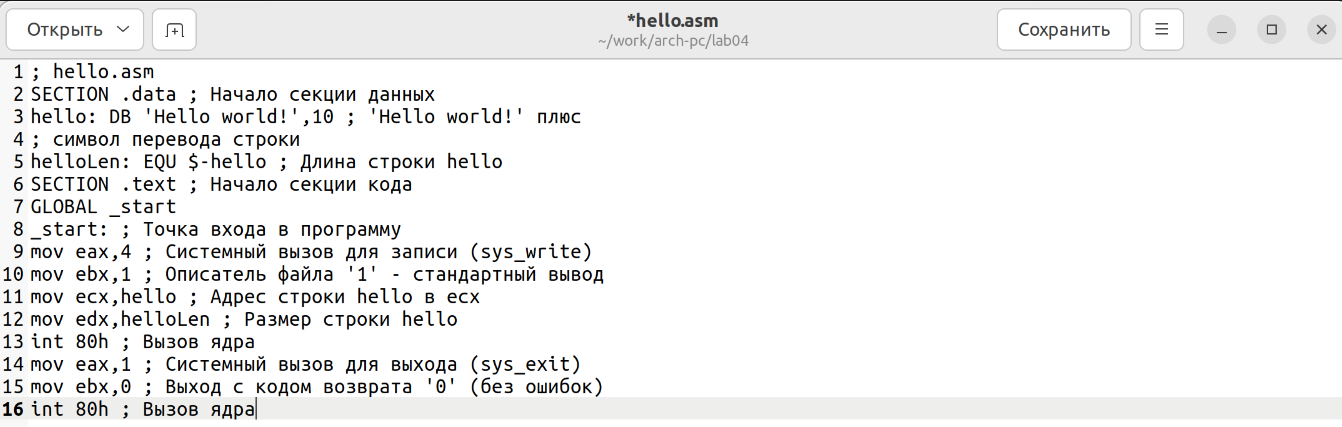 Открыть
*hello.asm
~/work/arch-pc/lab04
Сохранить
1 ; hello.asm
2 SECTION .data ; Начало секции данных
3 hello: DB 'Hello world!',10 ; 'Hello world!' плюс
4 ; символ перевода строки
5 helloLen: EQU $-hello ; Длина строки hello
6 SECTION .text ; Начало секции кода
7 GLOBAL _start
8 _start: ; Точка входа в программу
9 mov eax,4 ; Системный вызов для записи (sys_write)
10 mov ebx,1 ; Описатель файла '1' - стандартный вывод
11 mov ecx,hello ; Адрес строки hello в ecx
12 mov edx,helloLen ; Размер строки hello
13 int 80h ; Вызов ядра
14 mov eax,1 ; Системный вызов для выхода (sys_exit)
15 mov ebx,0 ; Выход с кодом возврата '0' (без ошибок)
16 int 80h ; Вызов ядра